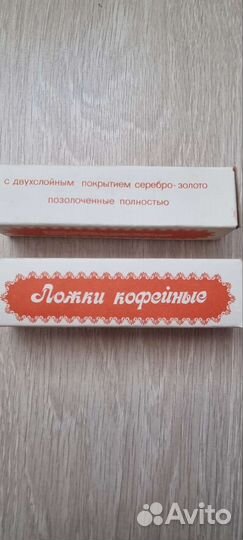 с двухслойным покрытием серебро-золото
позолоченные полностью
Ложки кофейные
Avito